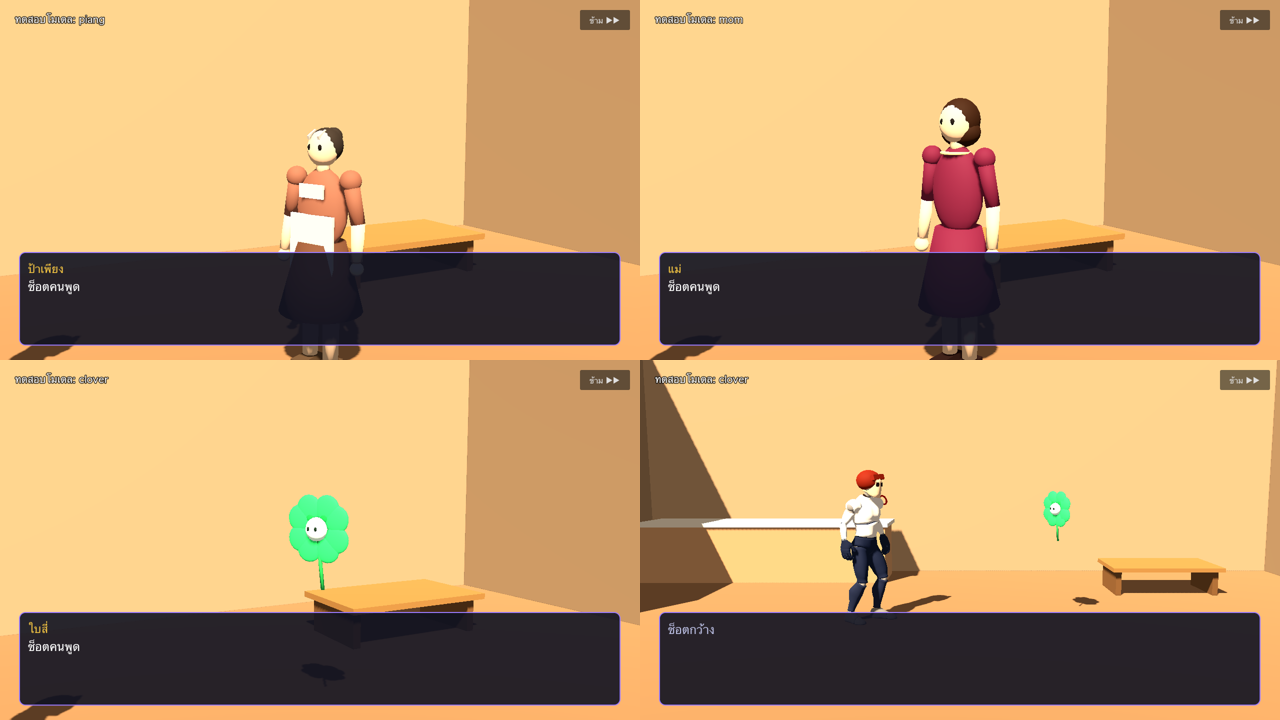 ทดสอบโมเดล: piang
ข้าม ▶▶
ป้าเพียง
ช็อตคนพูด
ทดสอบโมเดล: mom
ข้าม ▶▶
แม่
ช็อตคนพูด
ทดสอบโมเดล: clover
ข้าม ▶▶
ใบสี่
ช็อตคนพูด
ทดสอบโมเดล: clover
ข้าม ▶▶
ช็อตกว้าง